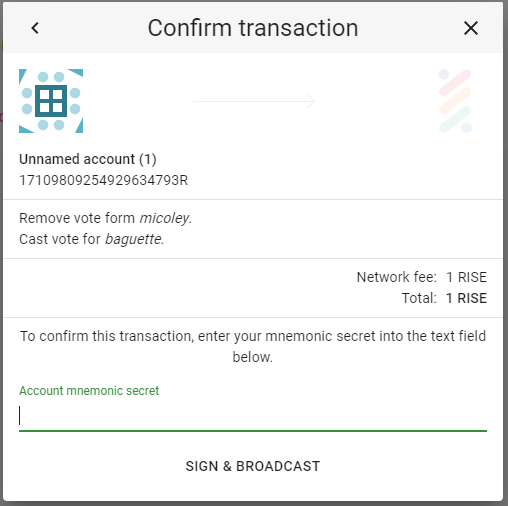 Confirm transaction
Unnamed account (1)
17109809254929634793R
Remove vote form micoley.
Cast vote for baguette.
Network fee: 1 RISE
Total: 1 RISE
To confirm this transaction, enter your mnemonic secret into the text field
below.
Account mnemonic secret
SIGN & BROADCAST